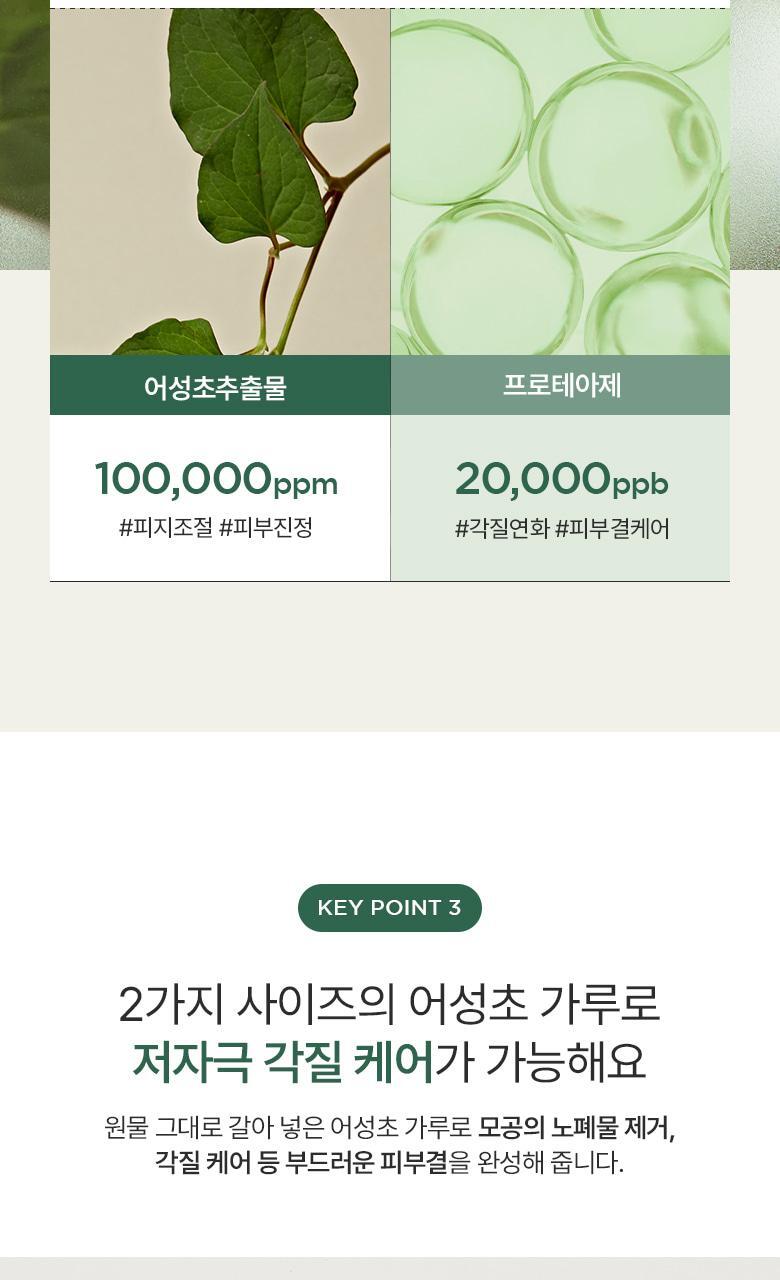 어성초추출물
프로테아제
100,000ppm
20,000ppb
#피지조절 #피부진정
#각질연화 #피부결케어
KEY POINT 3
2가지 사이즈의 어성초 가루로
저자극 각질 케어가 가능해요
원물 그대로 갈아 넣은 어성초 가루로 모공의 노폐물 제거,
각질 케어 등 부드러운 피부결을 완성해 줍니다.